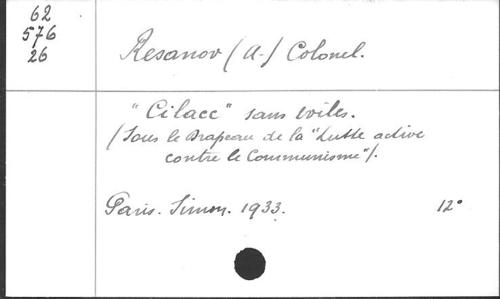 62
576
26
Resanov (A-) Colonel.
"Cilacc" sans voiles.
(Sous le Drapeau de la "Lutte active
contre le Communisme").
Paris. Simon. 1933. 12°